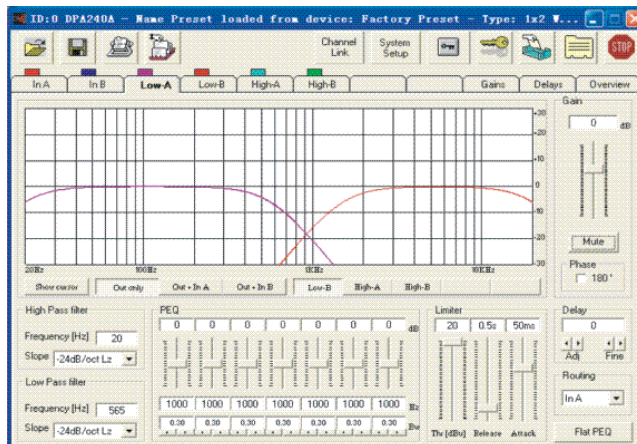 ID:0 DPA240A - Name Preset loaded from device: Factory Preset - Type: 1x2 W...
Channel Link
System Setup
STOP
In A
In B
Low-A
Low-B
High-A
High-B
Gains
Delays
Overview
Gain
0 dB
+30
+20
+10
0
-10
-20
-30
20Hz
100Hz
1KHz
10KHz
Mute
Phase
180°
Show cursor
Out only
Out + In A
Out + In B
Low-B
High-A
High-B
High Pass filter
Frequency [Hz] 20
Slope -24dB/oct Lz
Low Pass filter
Frequency [Hz] 565
Slope -24dB/oct Lz
PEQ
0 0 0 0 0 0 0 dB
1000 1000 1000 1000 1000 1000 1000 Hz
0.30 0.30 0.30 0.30 0.30 0.30 0.30 Bw
Limiter
20 0.5s 50ms
Thr [dBu] Release Attack
Delay
0
Adj Fine
Routing
In A
Flat PEQ